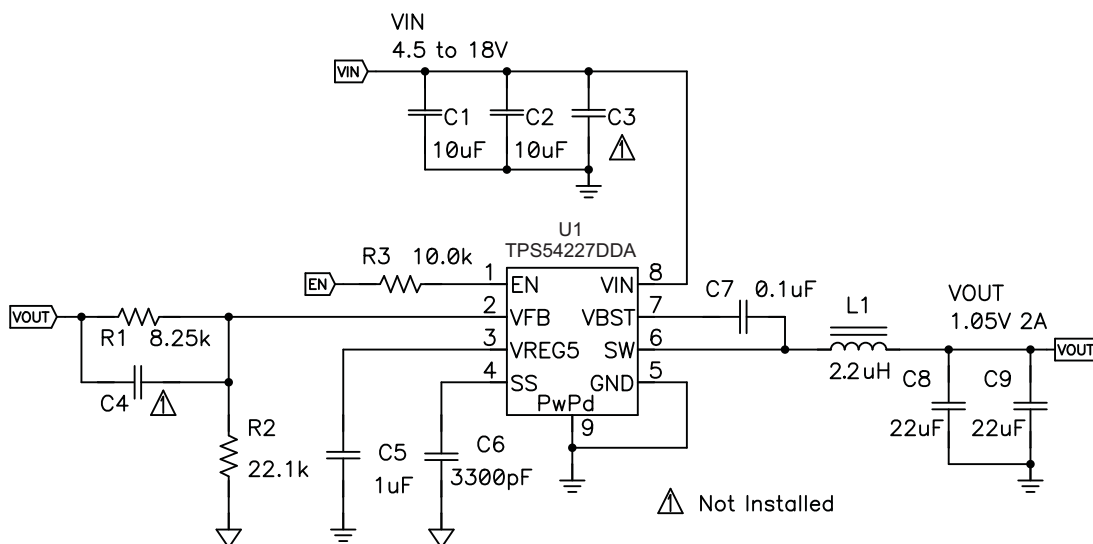 VIN
4.5 to 18V
VIN
C1
C2
C3
10uF
10uF
1
U1
TPS54227DDA
R3 10.0k
EN
1 EN
VIN 8
C7 0.1uF
VOUT
R1 8.25k
2 VFB
VBST 7
L1
VOUT
1.05V 2A
3 VREG5
SW 6
2.2uH
VOUT
C4
1
4 SS
GND 5
C8
C9
PwPd
9
22uF
22uF
R2
22.1k
C5
1uF
C6
3300pF
1 Not Installed